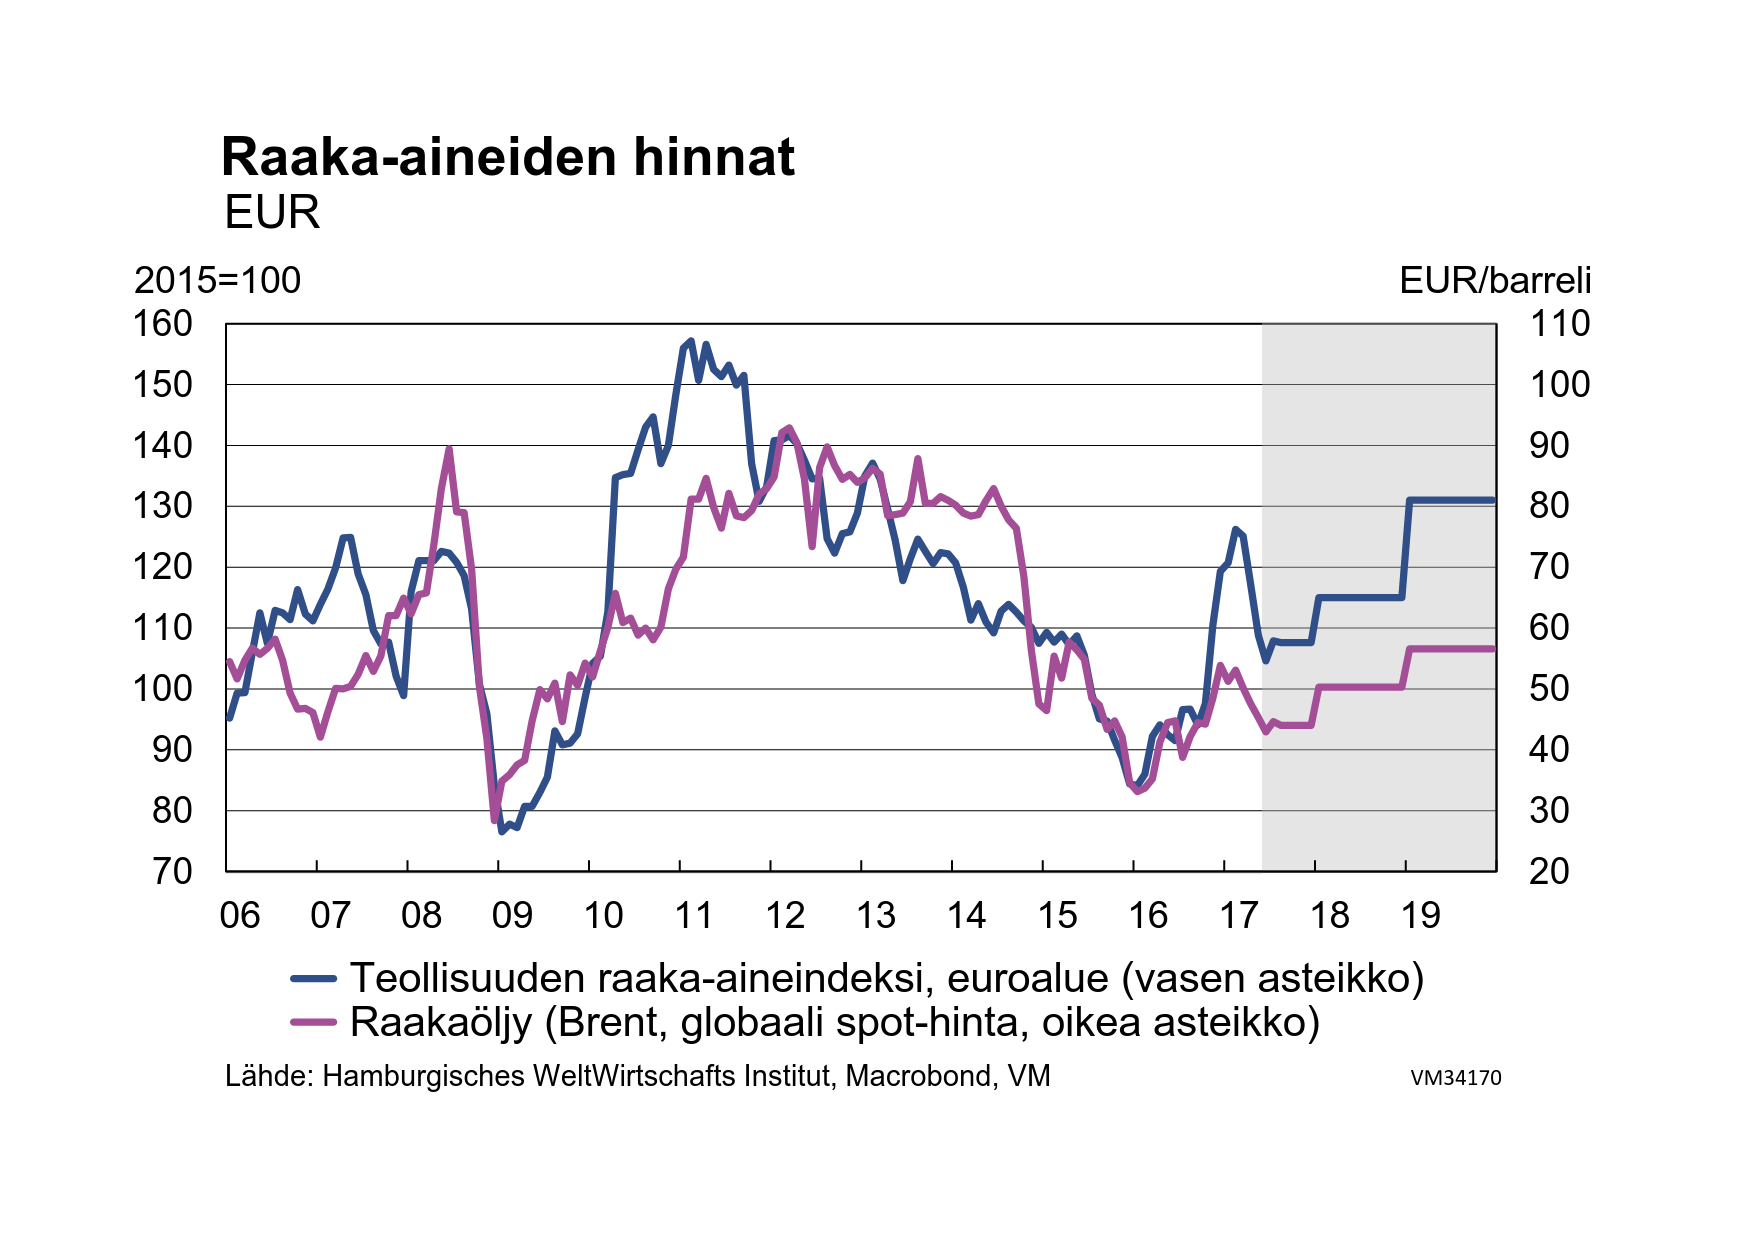 Raaka-aineiden hinnat
EUR
2015=100 EUR/barreli
160 110
150 100
140 90
130 80
120 70
110 60
100 50
90 40
80 30
70 20
06 07 08 09 10 11 12 13 14 15 16 17 18 19
Teollisuuden raaka-aineindeksi, euroalue (vasen asteikko)
Raakaöljy (Brent, globaali spot-hinta, oikea asteikko)
Lähde: Hamburgisches WeltWirtschafts Institut, Macrobond, VM VM34170